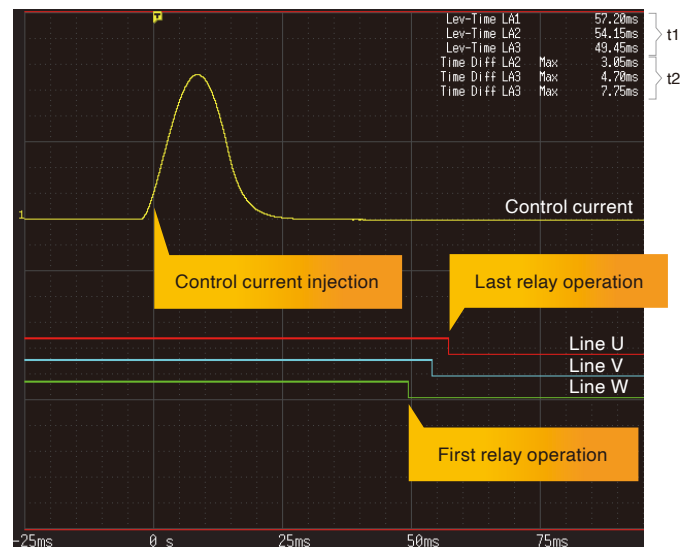 T
Lev-Time LA1 57.20ms
Lev-Time LA2 54.15ms
Lev-Time LA3 49.45ms
t1
Time Diff LA2 Max 3.05ms
Time Diff LA3 Max 4.70ms
Time Diff LA3 Max 7.75ms
t2
1
Control current
Control current injection
Last relay operation
Line U
Line V
Line W
First relay operation
-25ms 0 s 25ms 50ms 75ms